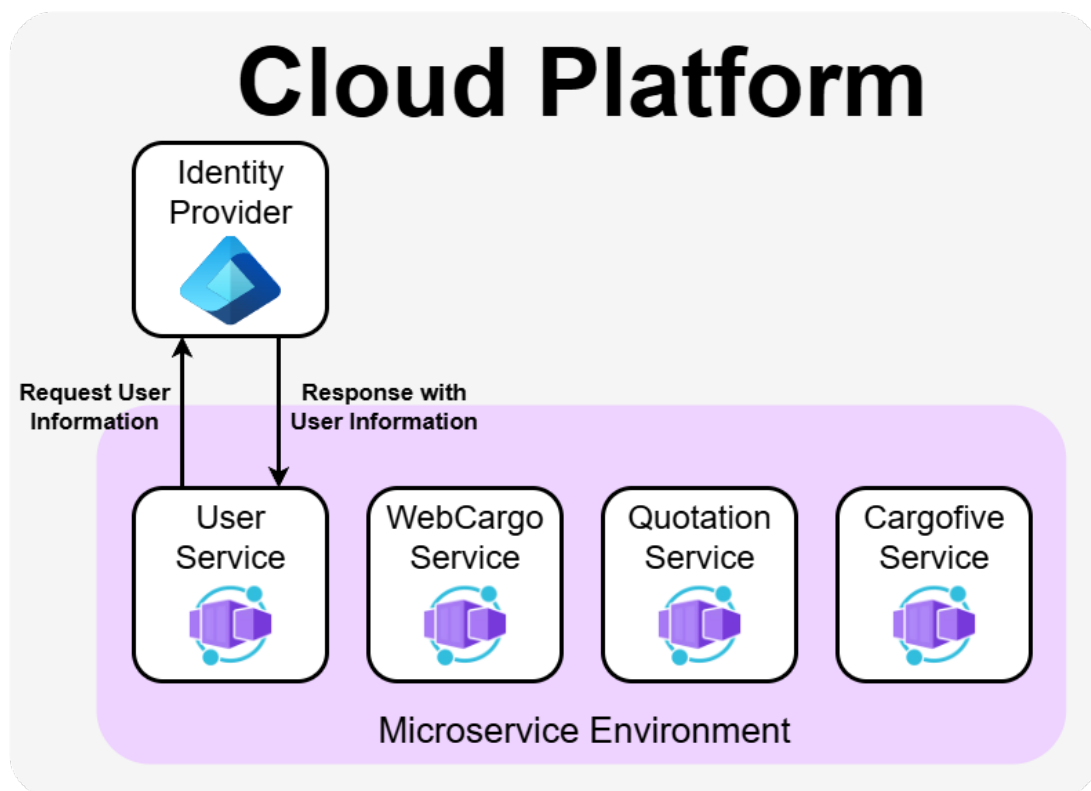 Cloud Platform
Identity
Provider
Request User
Information
Response with
User Information
User
Service
WebCargo
Service
Quotation
Service
Cargofive
Service
Microservice Environment